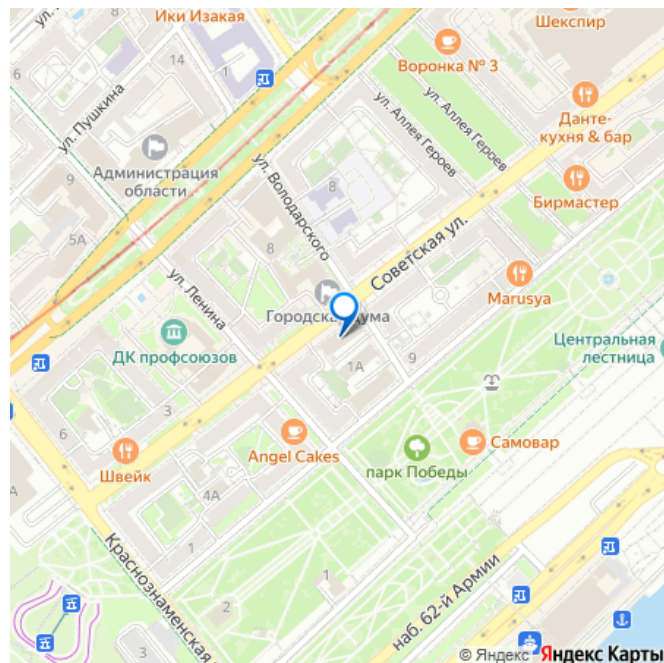 Ики Изакая
Шекспир
14
1
Воронка № 3
ул. Пушкина
ул. Аллея Героев
ул. Аллея Героев
Данте-
кухня & бар
Администрация
области
9
ул. Володарского
8
Бирмастер
5А
8
Советская ул.
Marusya
ул. Ленина
Городская дума
ДК профсоюзов
Центральная
лестница
1А
9
3
6
Angel Cakes
Самовар
парк Победы
Швейк
4А
Краснознаменская
1
1
2
наб. 62-й Армии
© Яндекс
Яндекс Карты